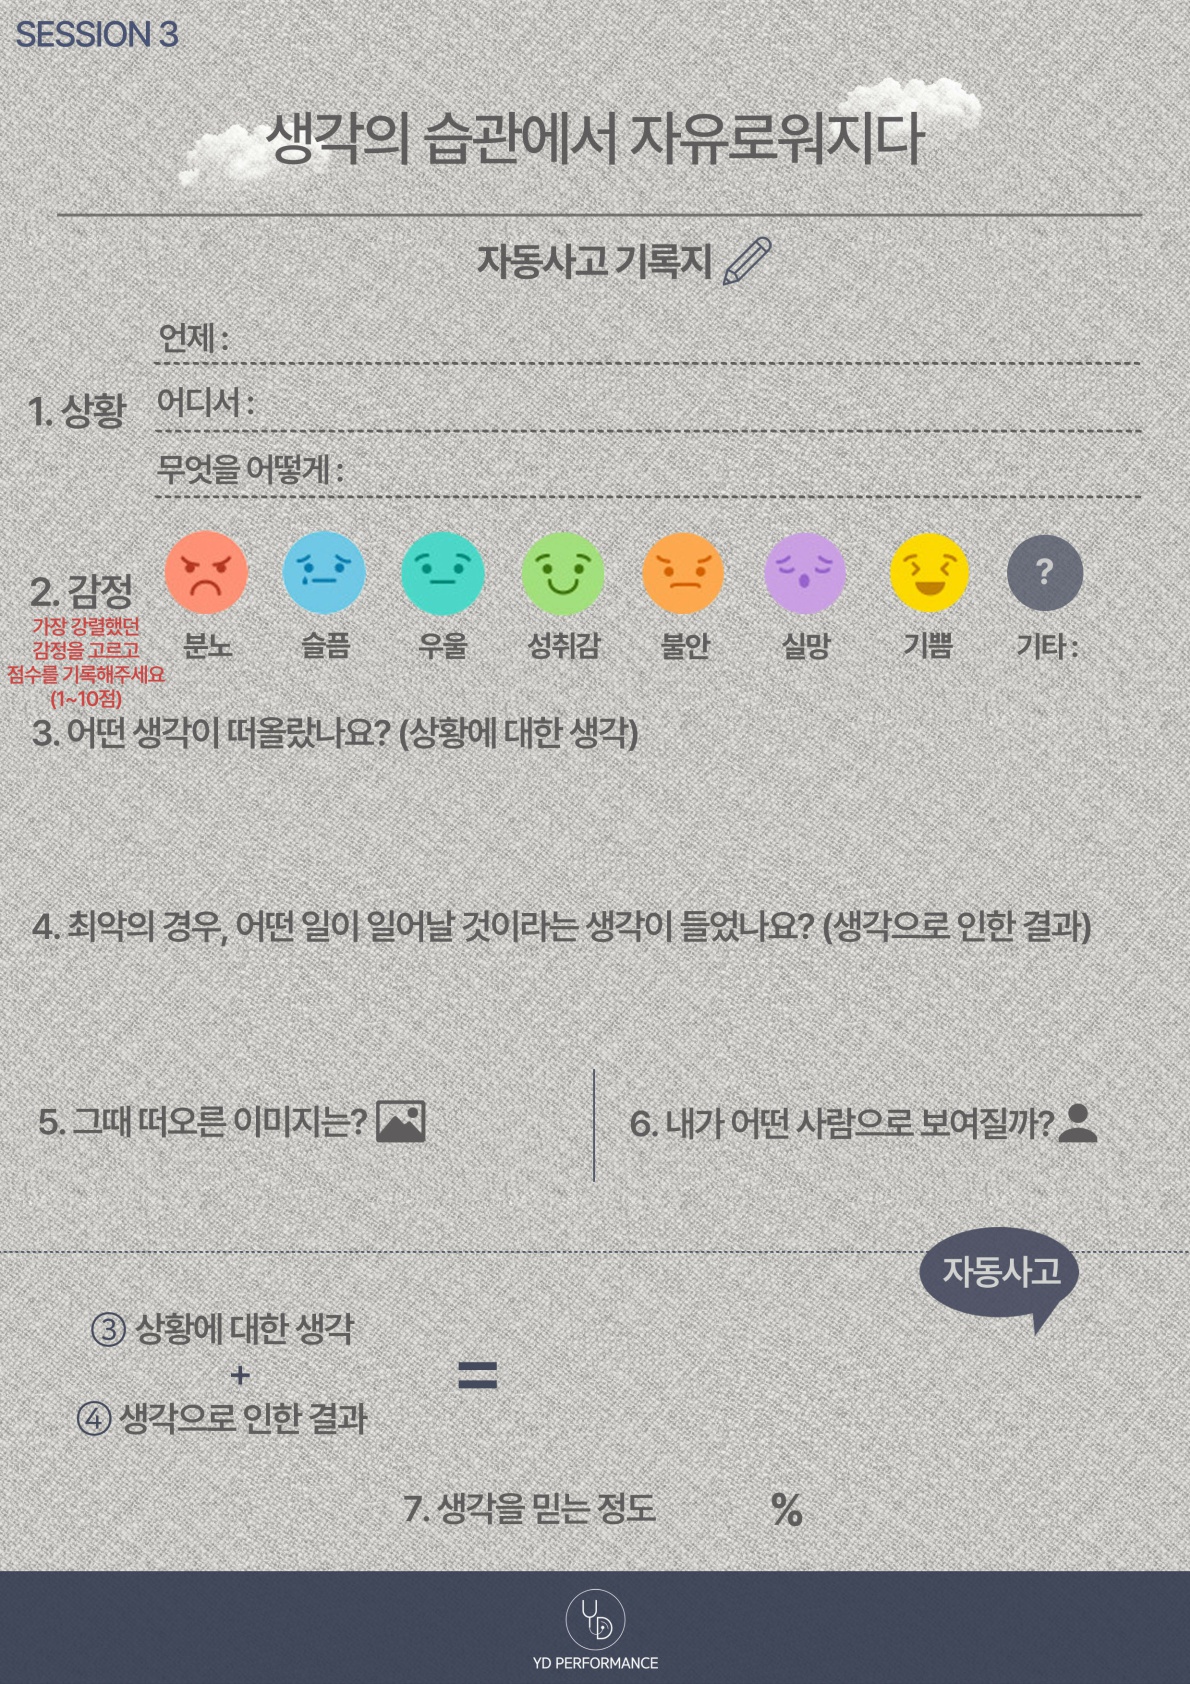 SESSION 3
생각의 습관에서 자유로워지다
자동사고 기록지
1. 상황
언제 :
어디서 :
무엇을 어떻게 :
2. 감정
가장 강렬했던
감정을 고르고
점수를 기록해주세요
(1~10점)
?
분노 슬픔 우울 성취감 불안 실망 기쁨 기타 :
3. 어떤 생각이 떠올랐나요? (상황에 대한 생각)
4. 최악의 경우, 어떤 일이 일어날 것이라는 생각이 들었나요? (생각으로 인한 결과)
5. 그때 떠오른 이미지는?
6. 내가 어떤 사람으로 보여질까?
자동사고
③ 상황에 대한 생각
+
=
④ 생각으로 인한 결과
7. 생각을 믿는 정도 %
YD
YD PERFORMANCE